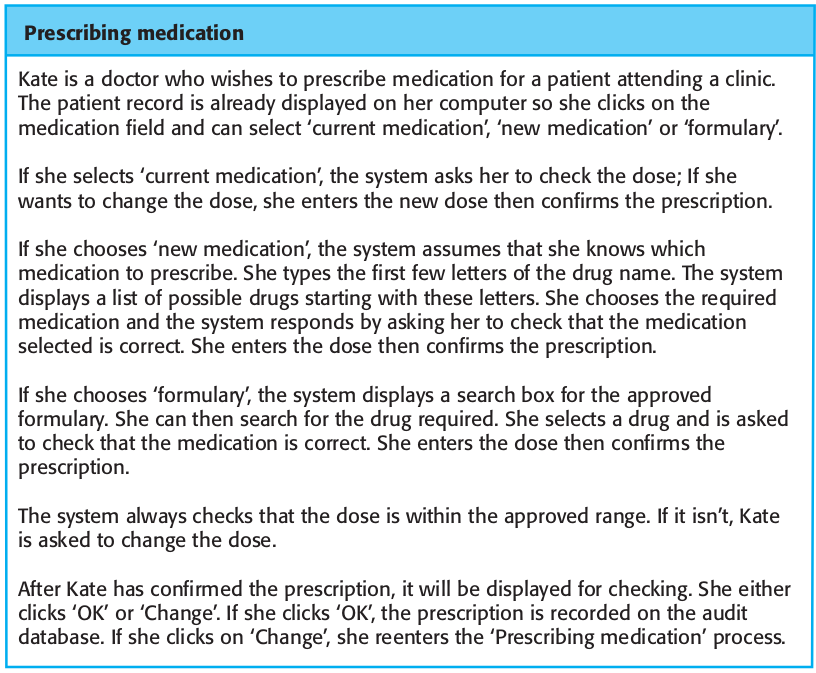 Prescribing medication
Kate is a doctor who wishes to prescribe medication for a patient attending a clinic.
The patient record is already displayed on her computer so she clicks on the
medication field and can select ‘current medication’, ‘new medication’ or ‘formulary’.
If she selects ‘current medication’, the system asks her to check the dose; If she
wants to change the dose, she enters the new dose then confirms the prescription.
If she chooses ‘new medication’, the system assumes that she knows which
medication to prescribe. She types the first few letters of the drug name. The system
displays a list of possible drugs starting with these letters. She chooses the required
medication and the system responds by asking her to check that the medication
selected is correct. She enters the dose then confirms the prescription.
If she chooses ‘formulary’, the system displays a search box for the approved
formulary. She can then search for the drug required. She selects a drug and is asked
to check that the medication is correct. She enters the dose then confirms the
prescription.
The system always checks that the dose is within the approved range. If it isn’t, Kate
is asked to change the dose.
After Kate has confirmed the prescription, it will be displayed for checking. She either
clicks ‘OK’ or ‘Change’. If she clicks ‘OK’, the prescription is recorded on the audit
database. If she clicks on ‘Change’, she reenters the ‘Prescribing medication’ process.